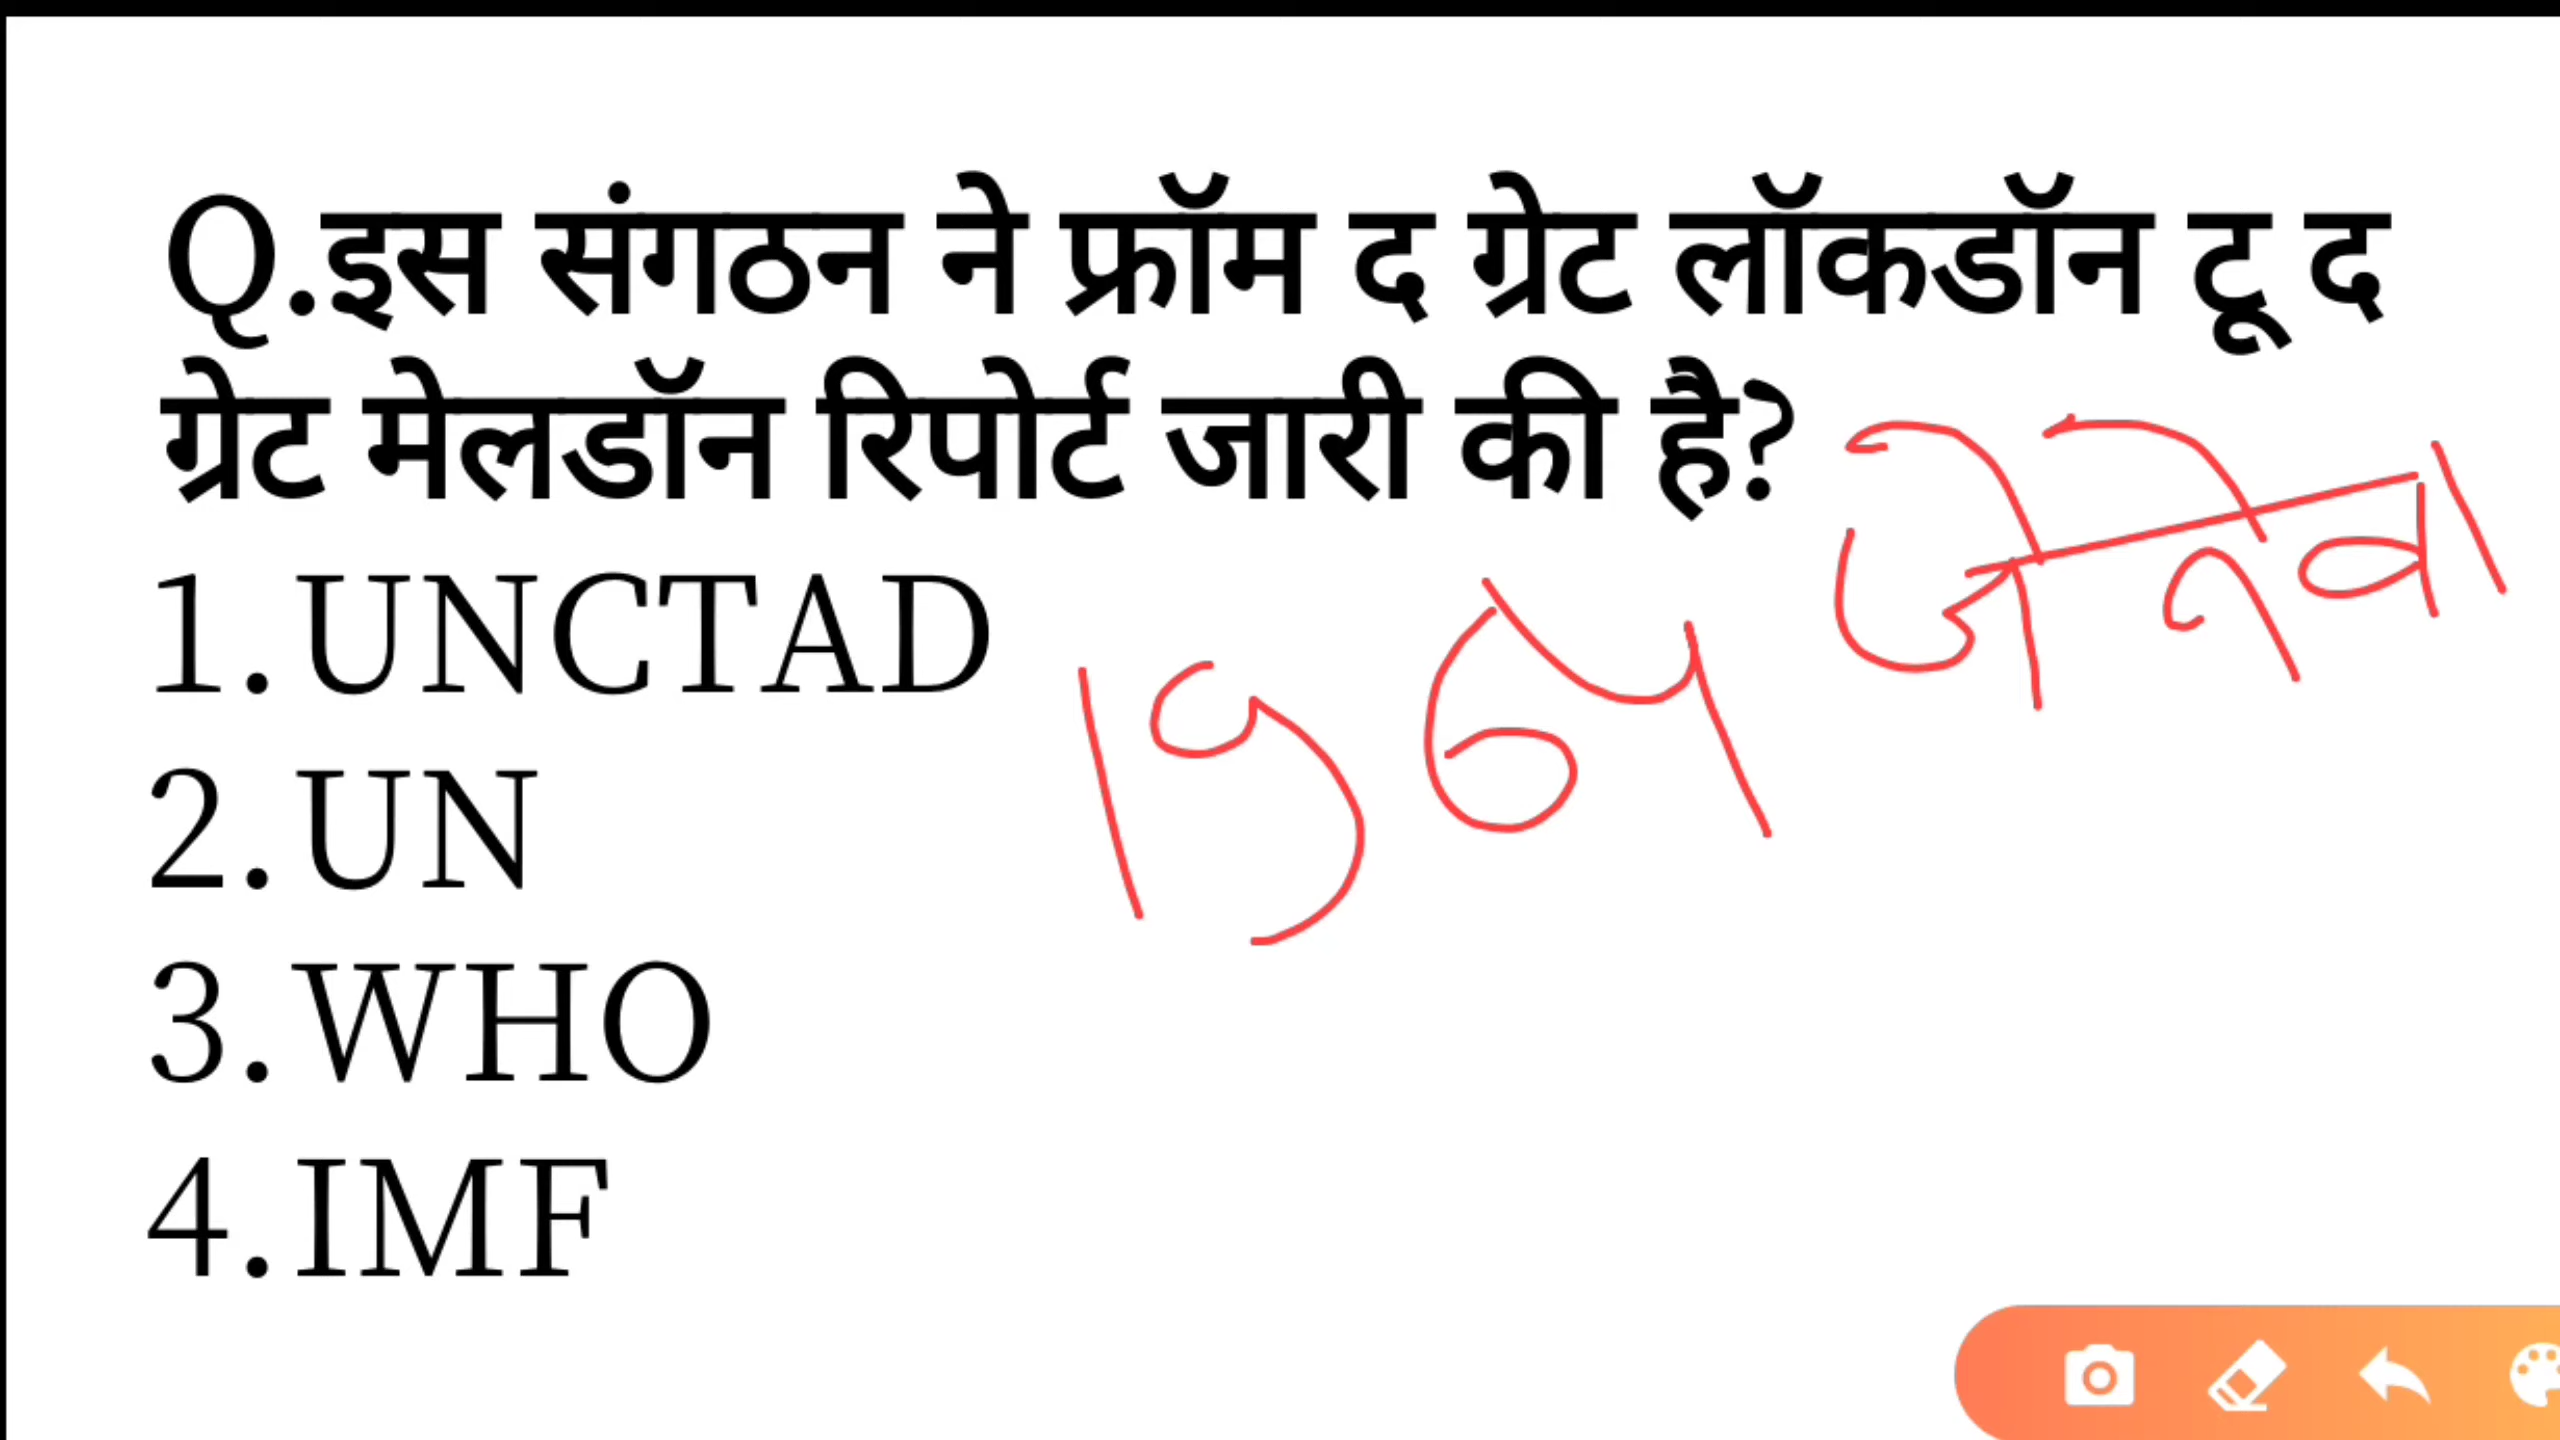 Q.इस संगठन ने फ्रॉम द ग्रेट लॉकडॉन टू द
ग्रेट मेलडॉन रिपोर्ट जारी की है?
जेनेवा
1.UNCTAD
1964
2.UN
3.WHO
4.IMF